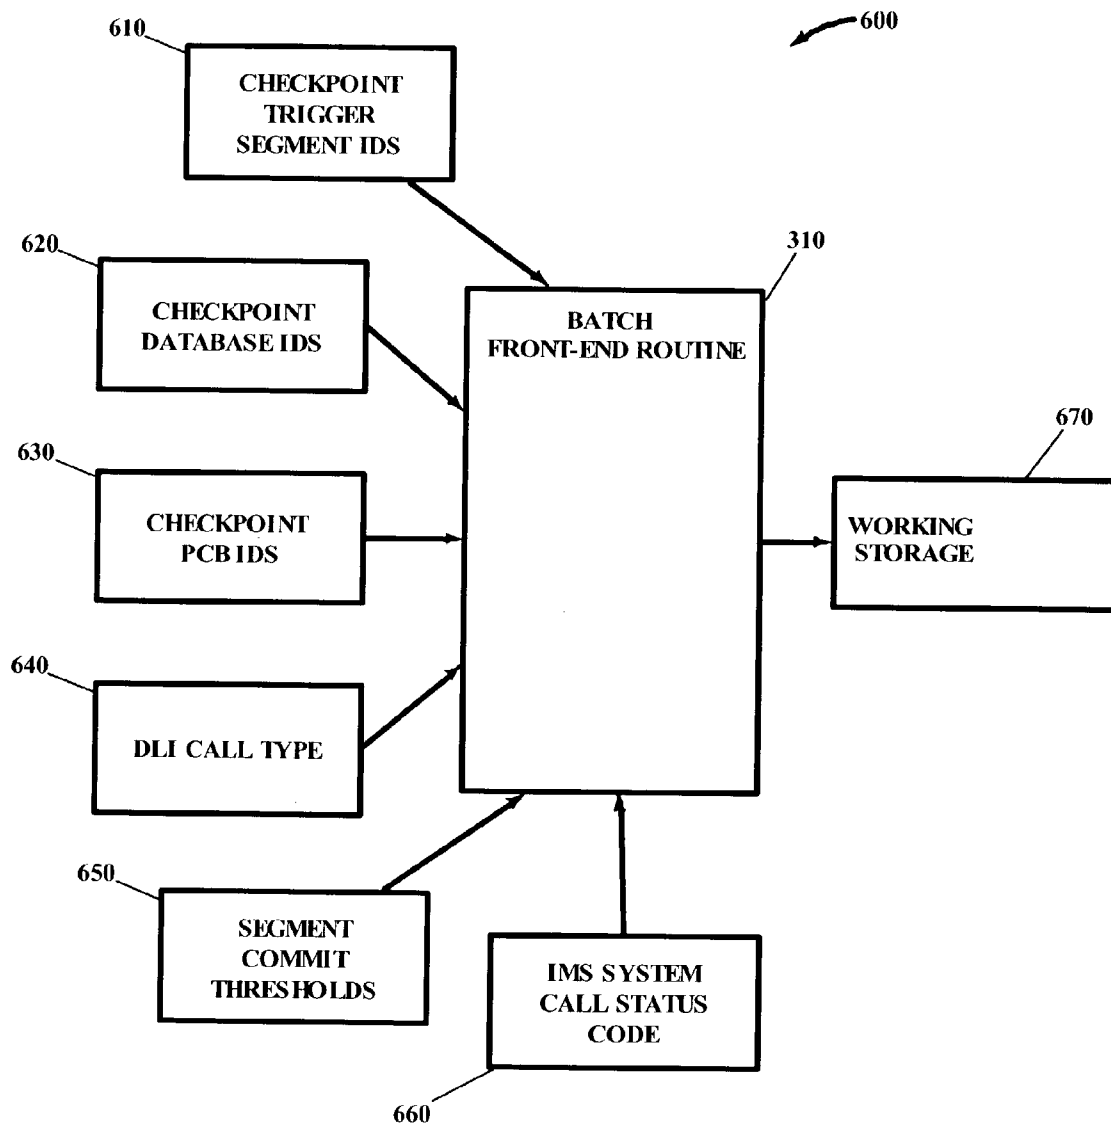 610
600
CHECKPOINT
TRIGGER
SEGMENT IDS
620
310
CHECKPOINT
DATABASE IDS
BATCH
FRONT-END ROUTINE
630
670
CHECKPOINT
PCB IDS
WORKING
STORAGE
640
DLI CALL TYPE
650
SEGMENT
COMMIT
THRESHOLDS
IMS SYSTEM
CALL STATUS
CODE
660